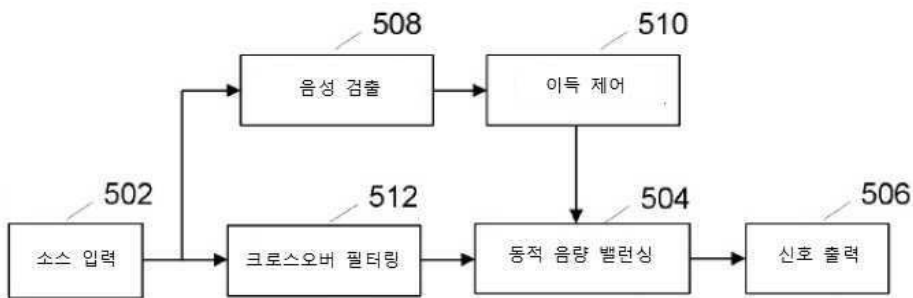 508
음성 검출
510
이득 제어
502
소스 입력
512
크로스오버 필터링
504
동적 음량 밸런싱
506
신호 출력